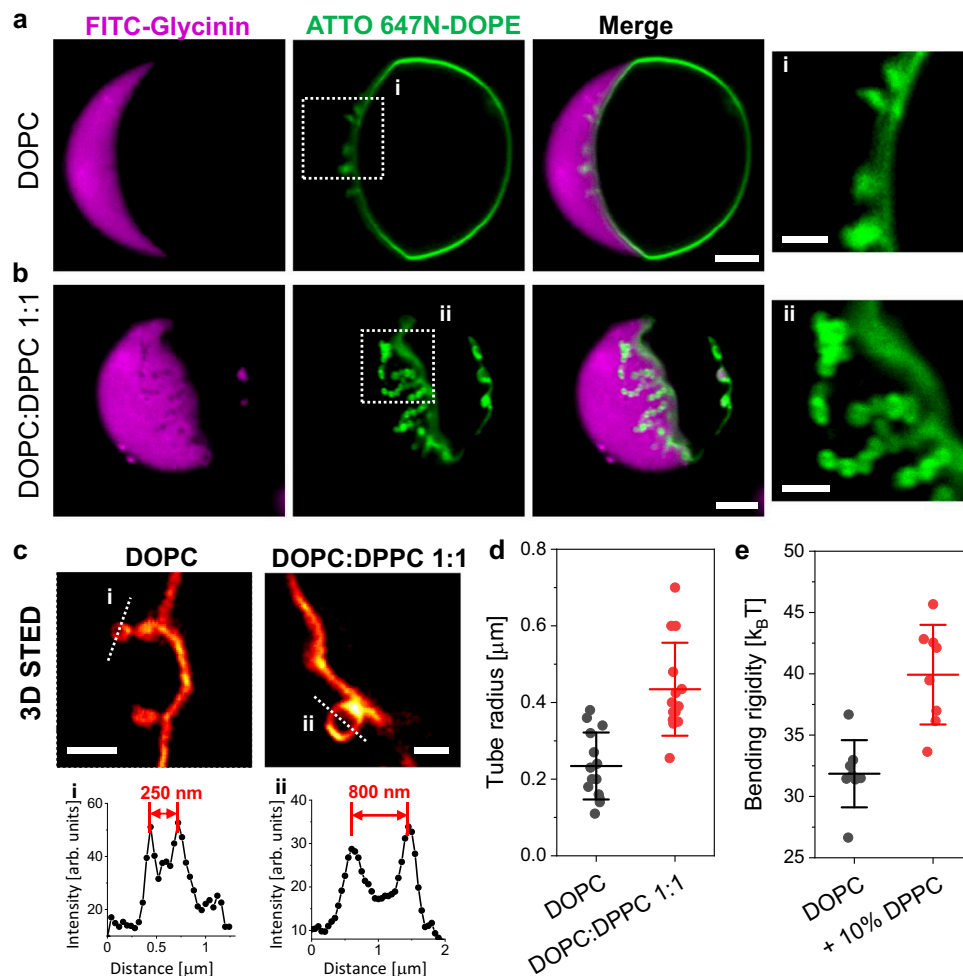 a
FITC-Glycinin
ATTO 647N-DOPE
Merge
DOPC
i
i
b
DOPC:DPPC 1:1
ii
ii
c
DOPC
DOPC:DPPC 1:1
3D STED
i
ii
i
250 nm
Intensity [arb. units]
60
40
20
0.5
1
Distance [μm]
ii
800 nm
Intensity [arb. units]
40
30
20
10
0
1
2
Distance [μm]
d
Tube radius [μm]
0.8
0.6
0.4
0.2
0.0
DOPC
DOPC:DPPC 1:1
e
Bending rigidity [kBT]
50
45
40
35
30
25
DOPC
+ 10% DPPC